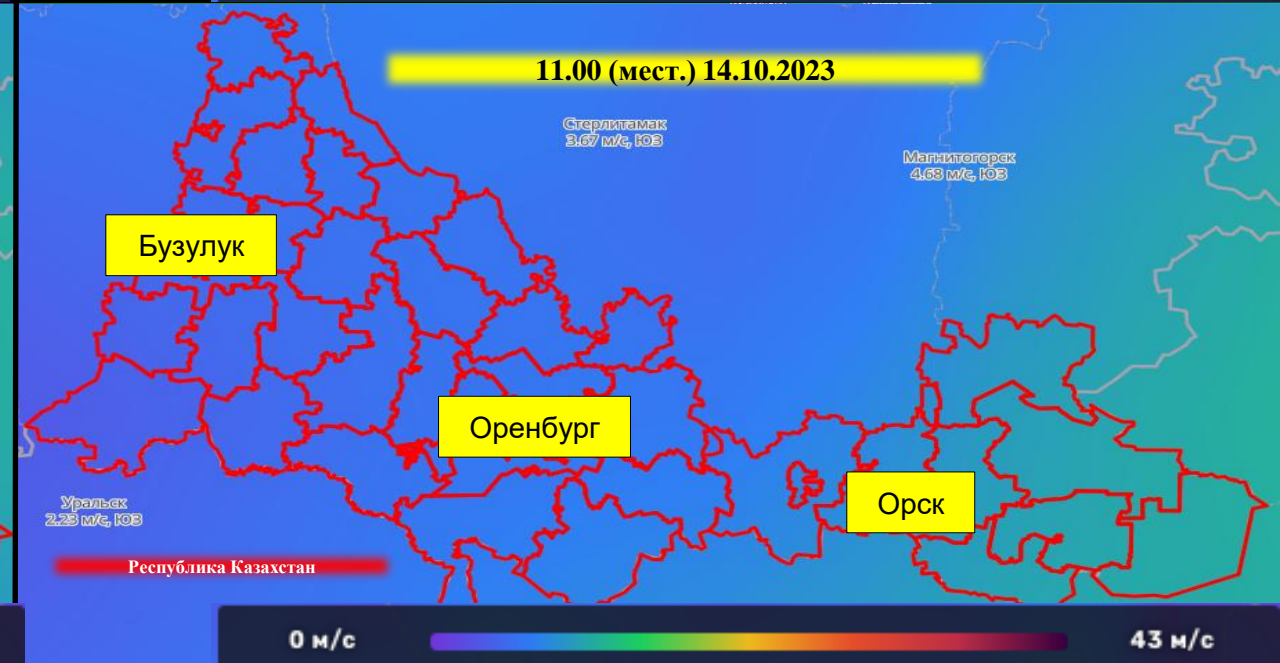 11.00 (мест.) 14.10.2023
Стерлитамак
3.67 м/с, ЮЗ
Магнитогорск
4.68 м/с, ЮЗ
Бузулук
Оренбург
Орск
Уральск
2.23 м/с, ЮЗ
Республика Казахстан
0 м/с
43 м/с